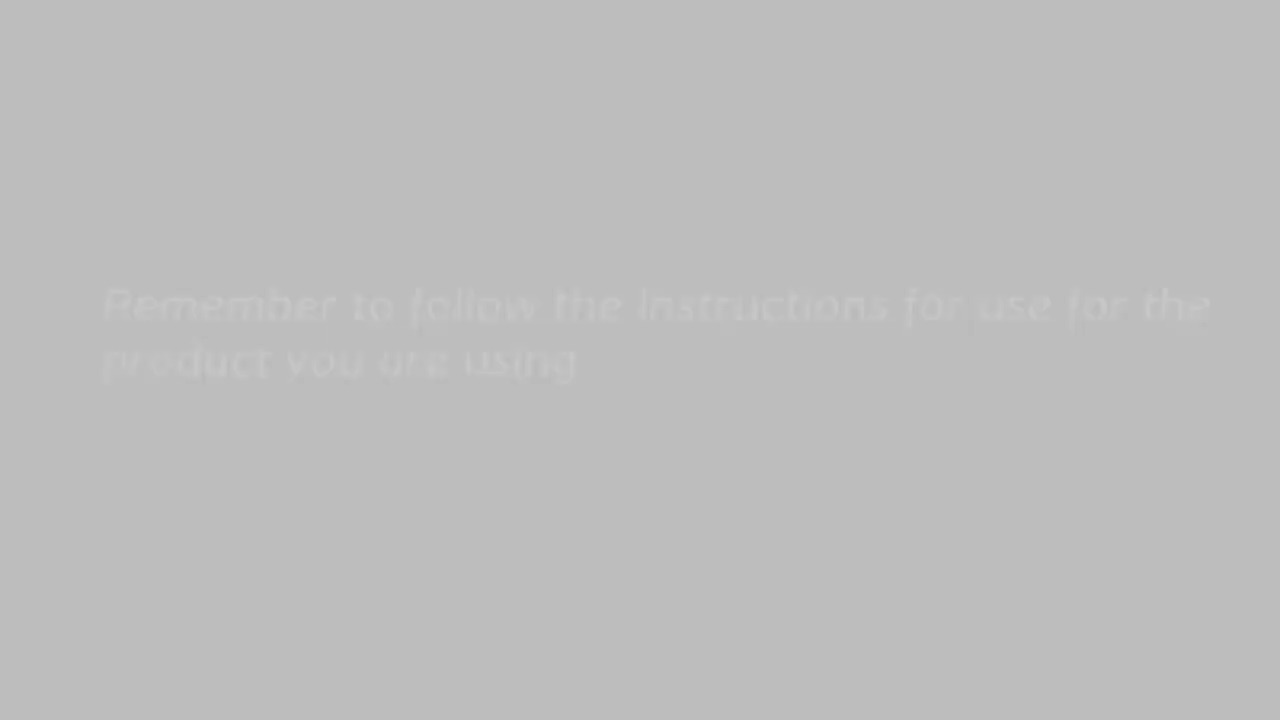 Remember to follow the instructions for use for the
product you are using